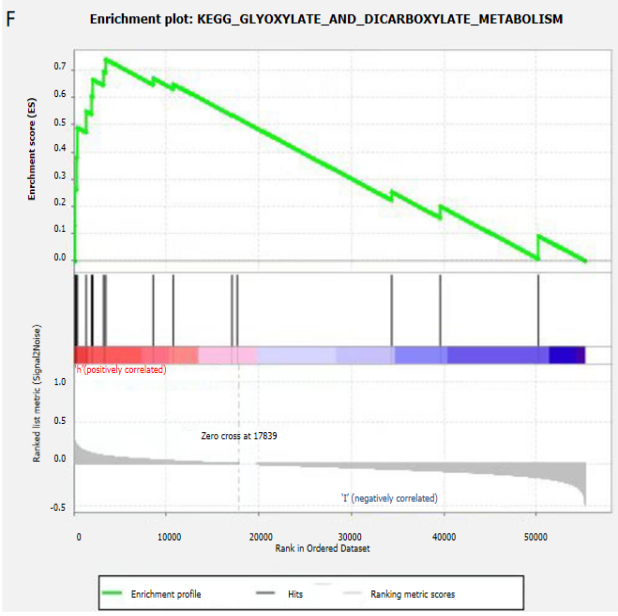 F
Enrichment plot: KEGG_GLYOXYLATE_AND_DICARBOXYLATE_METABOLISM
Enrchment score (ES)
0.7
0.6
0.5
0.4
0.3
0.2
0.1
0.0
Ranked list metric (Signal2Noise)
'h'(positively correlated)
1.0
0.5
0.0
-0.5
Zero cross at 17839
'I' (negatively correlated)
0 10000 20000 30000 40000 50000
Rank in Ordered Dataset
Enrichment profile Hits Ranking metric scores